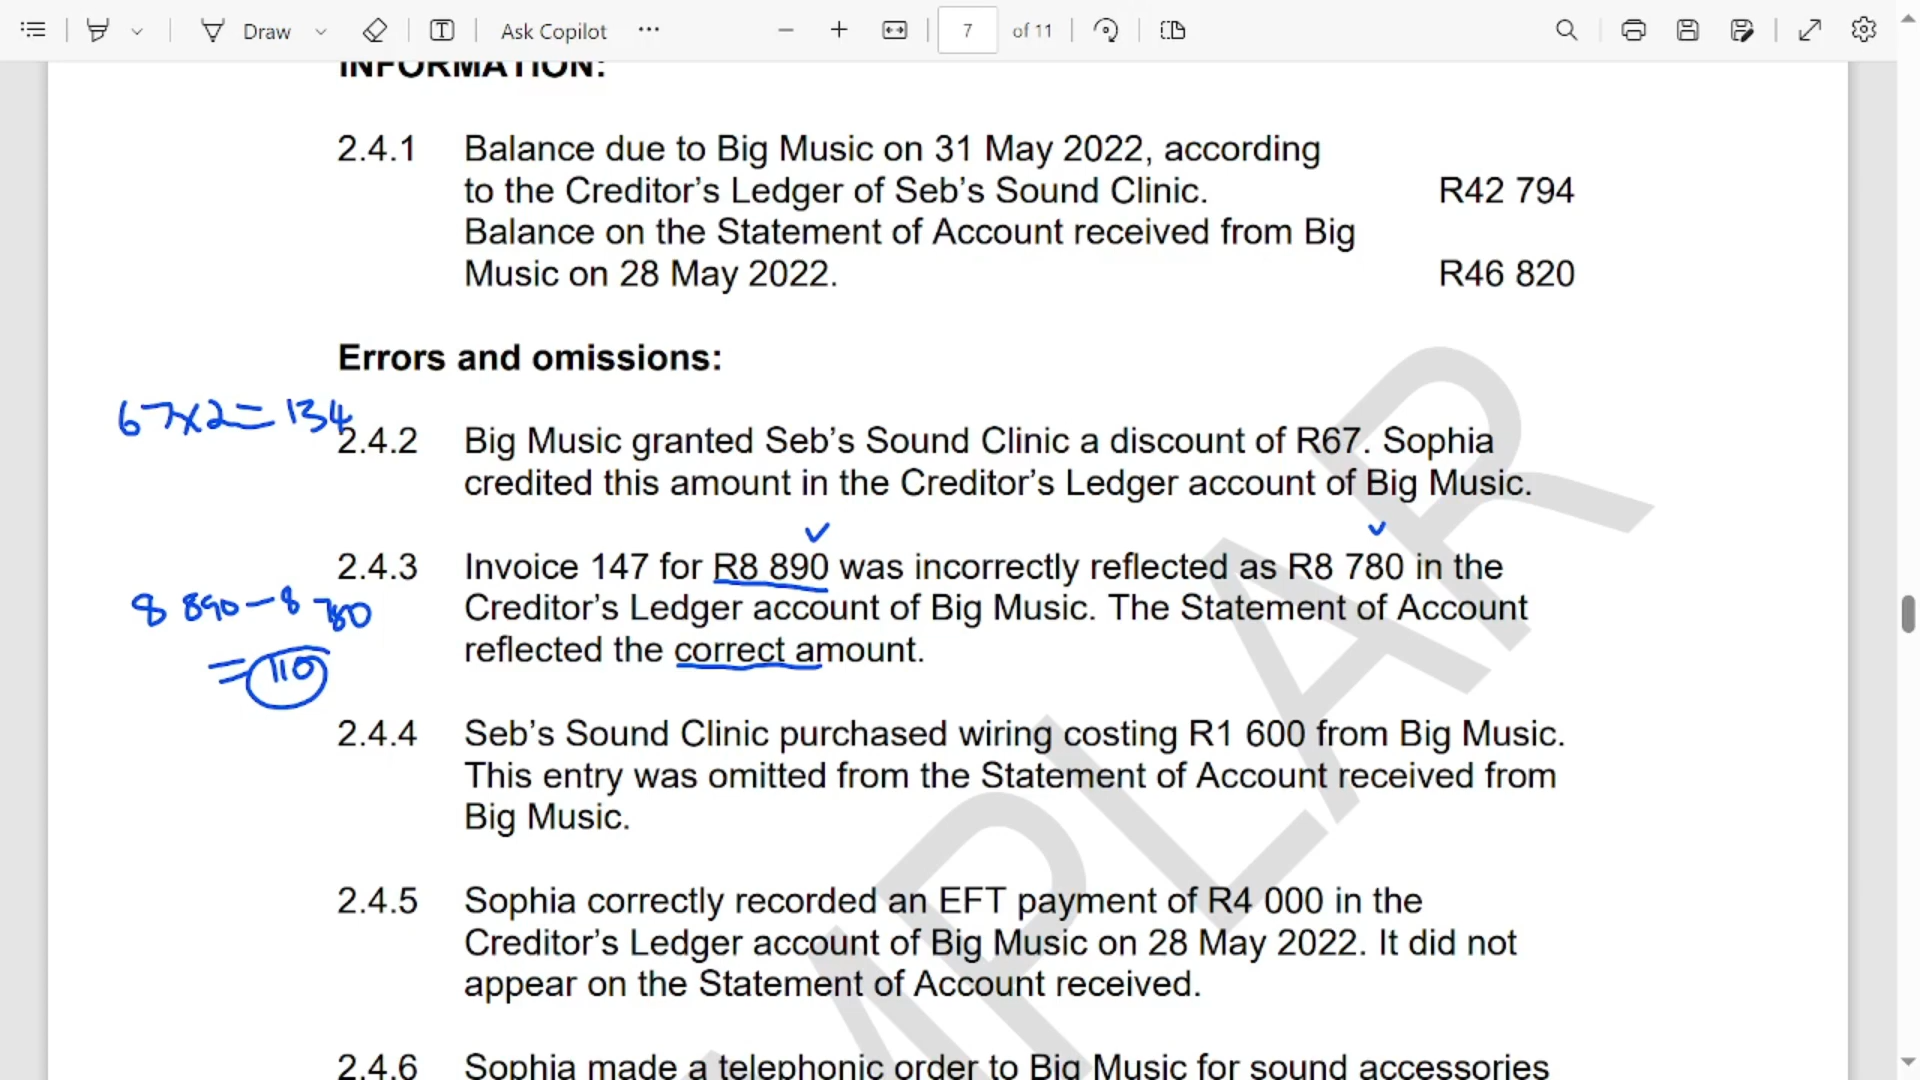 Draw
Ask Copilot
7 of 11
INFORMATION:
2.4.1 Balance due to Big Music on 31 May 2022, according
to the Creditor’s Ledger of Seb’s Sound Clinic. R42 794
Balance on the Statement of Account received from Big
Music on 28 May 2022. R46 820
Errors and omissions:
67x2=134
2.4.2 Big Music granted Seb’s Sound Clinic a discount of R67. Sophia
credited this amount in the Creditor’s Ledger account of Big Music.
2.4.3 Invoice 147 for R8 890 was incorrectly reflected as R8 780 in the
8 890-8 780
Creditor’s Ledger account of Big Music. The Statement of Account
reflected the correct amount.
=110
2.4.4 Seb’s Sound Clinic purchased wiring costing R1 600 from Big Music.
This entry was omitted from the Statement of Account received from
Big Music.
2.4.5 Sophia correctly recorded an EFT payment of R4 000 in the
Creditor’s Ledger account of Big Music on 28 May 2022. It did not
appear on the Statement of Account received.
2.4.6 Sophia made a telephonic order to Big Music for sound accessories
MPLAR